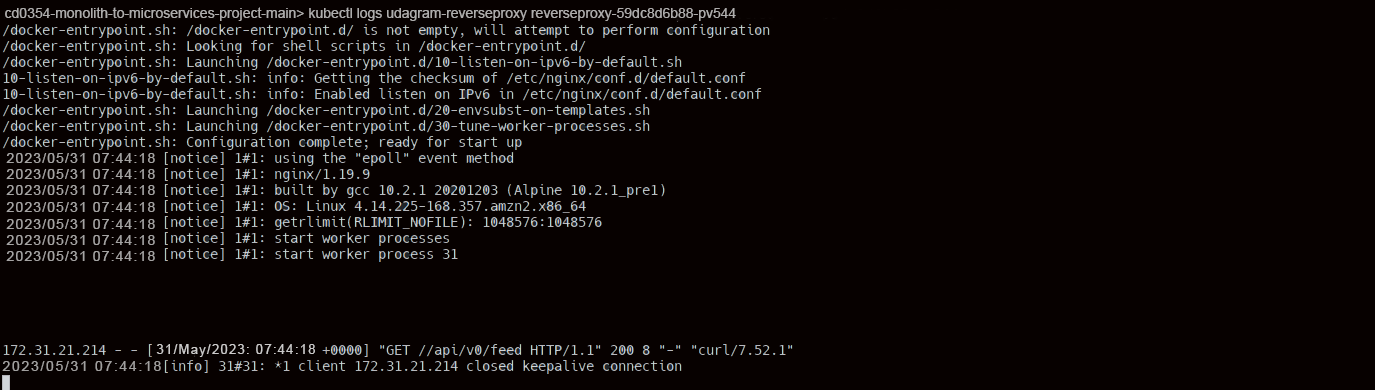 cd0354-monolith-to-microservices-project-main> kubectl logs udagram-reverseproxy reverseproxy-59dc8d6b88-pv544
/docker-entrypoint.sh: /docker-entrypoint.d/ is not empty, will attempt to perform configuration
/docker-entrypoint.sh: Looking for shell scripts in /docker-entrypoint.d/
/docker-entrypoint.sh: Launching /docker-entrypoint.d/10-listen-on-ipv6-by-default.sh
10-listen-on-ipv6-by-default.sh: info: Getting the checksum of /etc/nginx/conf.d/default.conf
10-listen-on-ipv6-by-default.sh: info: Enabled listen on IPv6 in /etc/nginx/conf.d/default.conf
/docker-entrypoint.sh: Launching /docker-entrypoint.d/20-envsubst-on-templates.sh
/docker-entrypoint.sh: Launching /docker-entrypoint.d/30-tune-worker-processes.sh
/docker-entrypoint.sh: Configuration complete; ready for start up
2023/05/31 07:44:18 [notice] 1#1: using the "epoll" event method
2023/05/31 07:44:18 [notice] 1#1: nginx/1.19.9
2023/05/31 07:44:18 [notice] 1#1: built by gcc 10.2.1 20201203 (Alpine 10.2.1_pre1)
2023/05/31 07:44:18 [notice] 1#1: OS: Linux 4.14.225-168.357.amzn2.x86_64
2023/05/31 07:44:18 [notice] 1#1: getrlimit(RLIMIT_NOFILE): 1048576:1048576
2023/05/31 07:44:18 [notice] 1#1: start worker processes
2023/05/31 07:44:18 [notice] 1#1: start worker process 31
172.31.21.214 - - [31/May/2023: 07:44:18 +0000] "GET //api/v0/feed HTTP/1.1" 200 8 "-" "curl/7.52.1"
2023/05/31 07:44:18[info] 31#31: *1 client 172.31.21.214 closed keepalive connection